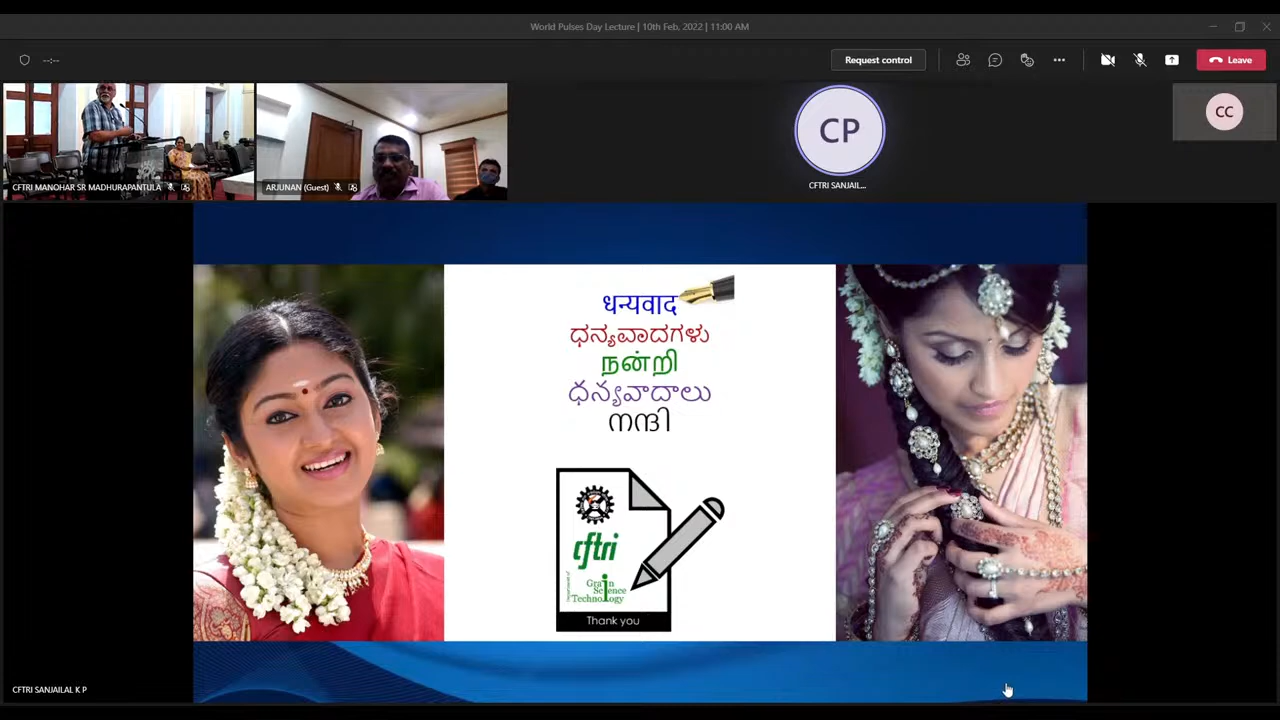 World Pulses Day Lecture | 10th Feb, 2022 | 11:00 AM
--:--
Request control
Leave
CFTRI MANOHAR SR MADHURAPANTULA
ARJUNAN (Guest)
CP
CFTRI SANJAIL...
CC
धन्यवाद
ಧನ್ಯವಾದಗಳು
நன்றி
ధన్యవాదాలు
നന്ദി
cftri
Department of
Grain
Science
Technology
Thank you
CFTRI SANJAILAL K P